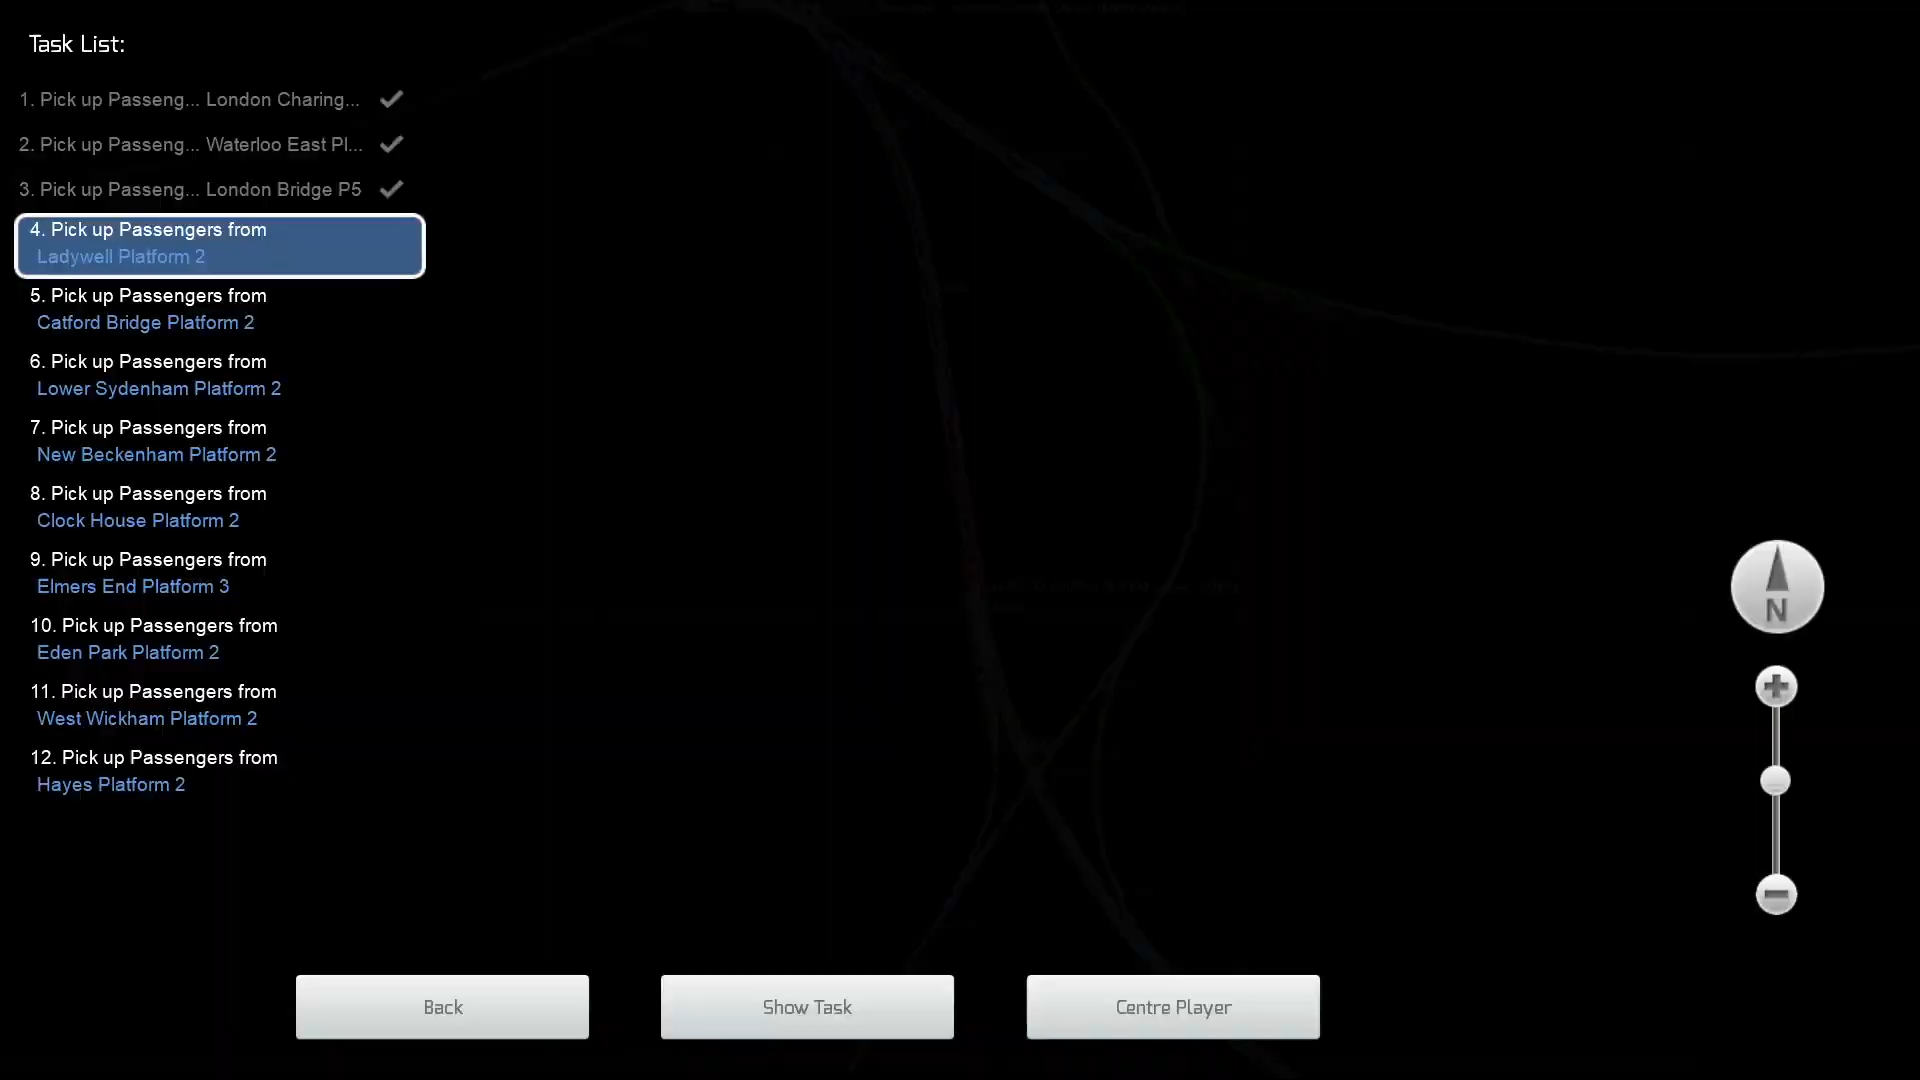 Task List:
1. Pick up Passeng... London Charing...
2. Pick up Passeng... Waterloo East Pl...
3. Pick up Passeng... London Bridge P5
4. Pick up Passengers from
Ladywell Platform 2
5. Pick up Passengers from
Catford Bridge Platform 2
6. Pick up Passengers from
Lower Sydenham Platform 2
7. Pick up Passengers from
New Beckenham Platform 2
8. Pick up Passengers from
Clock House Platform 2
9. Pick up Passengers from
Elmers End Platform 3
10. Pick up Passengers from
Eden Park Platform 2
11. Pick up Passengers from
West Wickham Platform 2
12. Pick up Passengers from
Hayes Platform 2
N
Back
Show Task
Centre Player